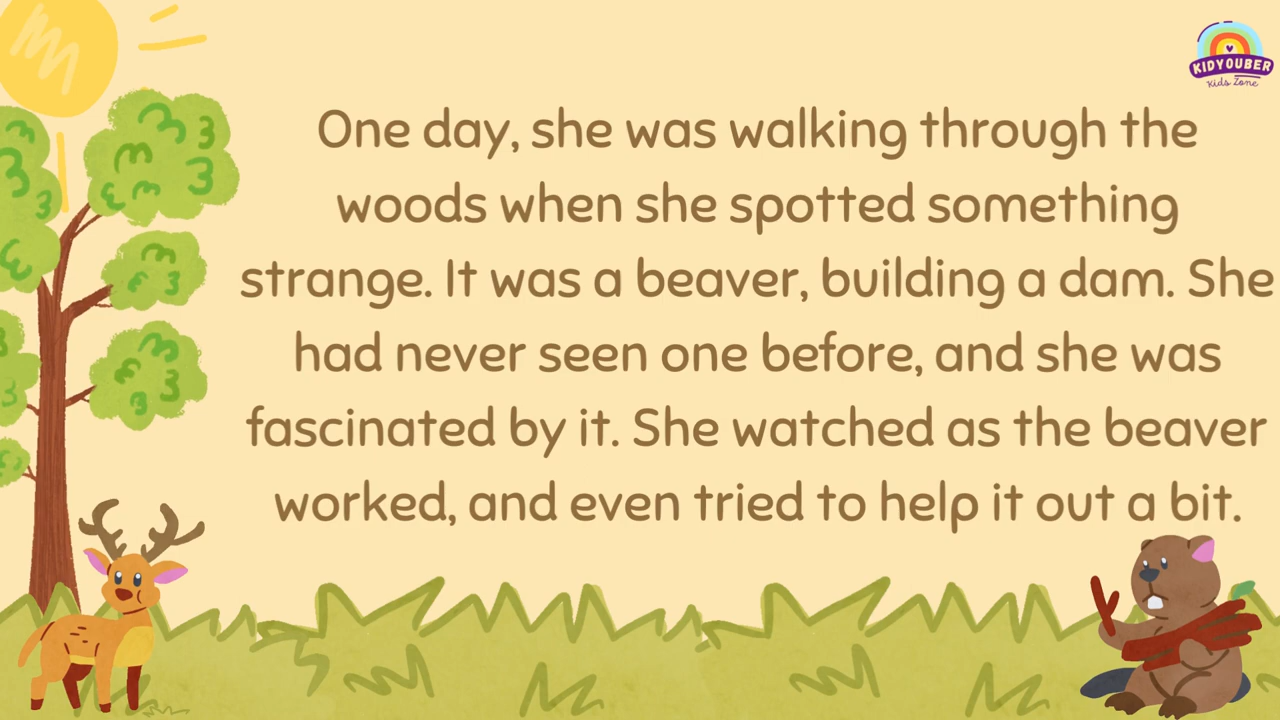 KIDYOUBER
Kids Zone
One day, she was walking through the
woods when she spotted something
strange. It was a beaver, building a dam. She
had never seen one before, and she was
fascinated by it. She watched as the beaver
worked, and even tried to help it out a bit.